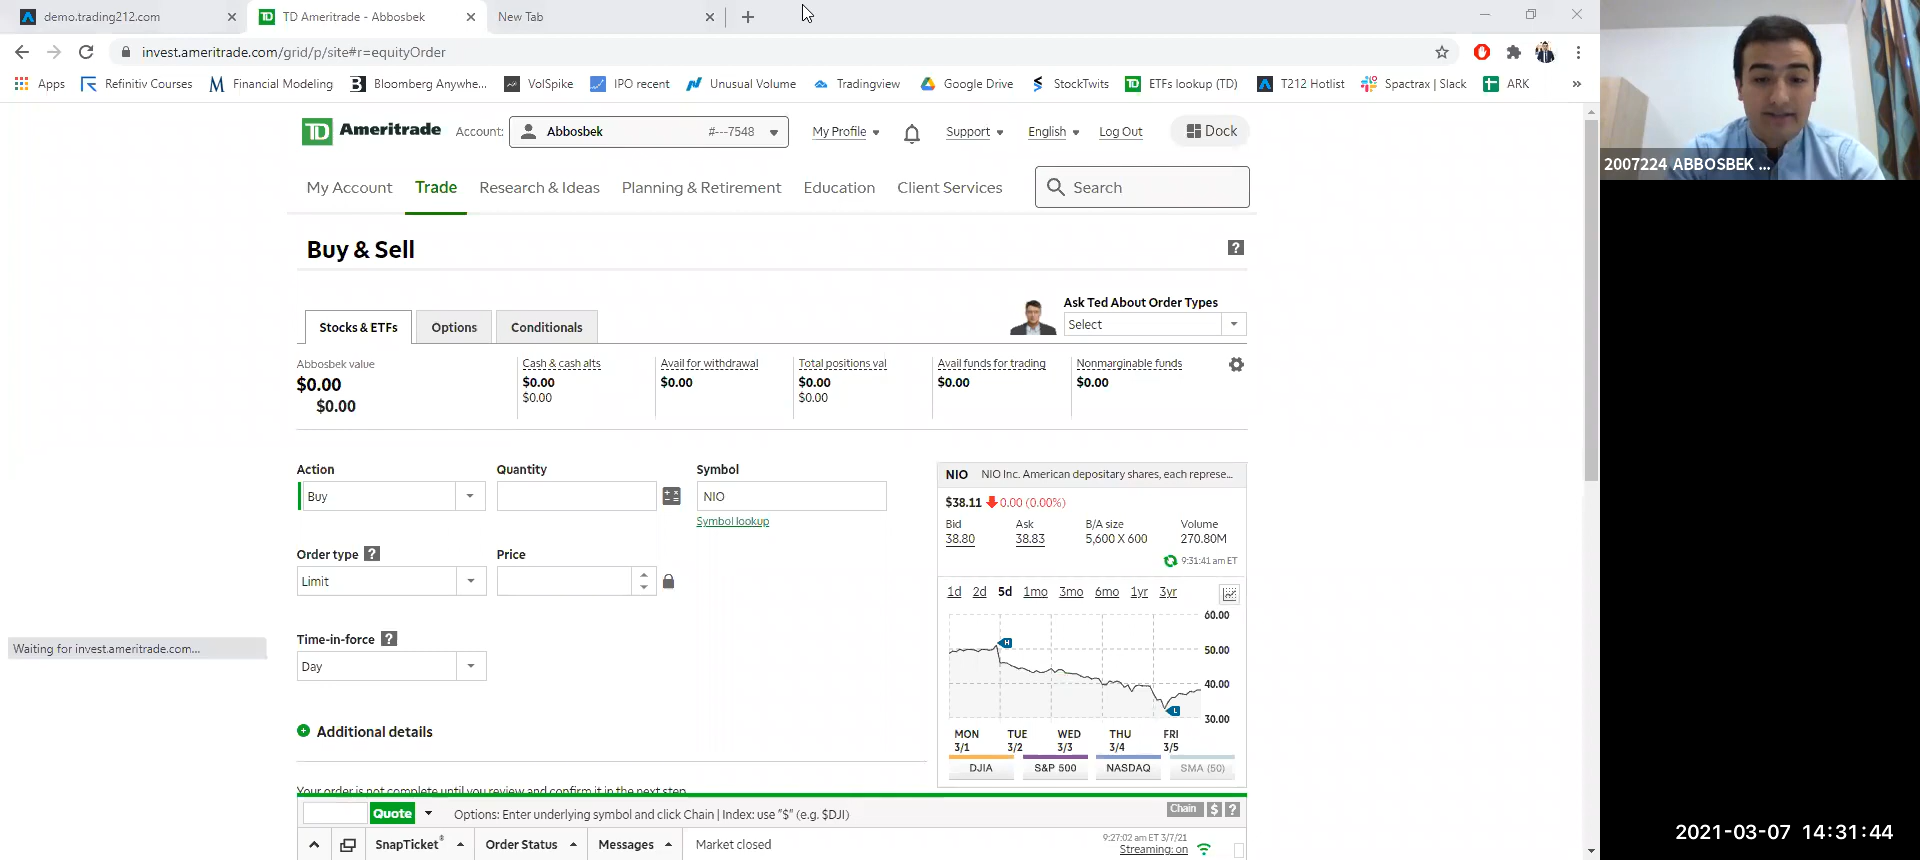 demo.trading212.com
TD Ameritrade - Abbosbek
New Tab
invest.ameritrade.com/grid/p/site#r=equityOrder
Apps Refinitiv Courses Financial Modeling Bloomberg Anywhe... VolSpike IPO recent Unusual Volume Tradingview Google Drive StockTwits ETFs lookup (TD) T212 Hotlist Spactrax | Slack ARK »
2007224 ABBOSBEK ...
TD Ameritrade Account: Abbosbek #---7548 My Profile Support English Log Out Dock
My Account Trade Research & Ideas Planning & Retirement Education Client Services Search
Buy & Sell ?
Ask Ted About Order Types
Stocks & ETFs Options Conditionals Select
Abbosbek value Cash & cash alts Avail for withdrawal Total positions val Avail funds for trading Nonmarginable funds
$0.00 $0.00 $0.00 $0.00 $0.00 $0.00
$0.00 $0.00 $0.00
Action Quantity Symbol
Buy NIO
Symbol lookup
NIO NIO Inc. American depositary shares, each represe...
$38.11 0.00 (0.00%)
Bid Ask B/A size Volume
38.80 38.83 5,600 X 600 270.80M
9:31:41 am ET
Order type ? Price
Limit
1d 2d 5d 1mo 3mo 6mo 1yr 3yr
60.00
H
50.00
40.00
L
30.00
MON TUE WED THU FRI
3/1 3/2 3/3 3/4 3/5
DJIA S&P 500 NASDAQ SMA (50)
Time-in-force ?
Day
Waiting for invest.ameritrade.com...
Additional details
Your order is not complete until you review and confirm it in the next step.
Quote Options: Enter underlying symbol and click Chain | Index: use "$" (e.g. $DJI) Chain $ ?
SnapTicket® Order Status Messages Market closed
9:27:02 am ET 3/7/21
Streaming: on
2021-03-07 14:31:44